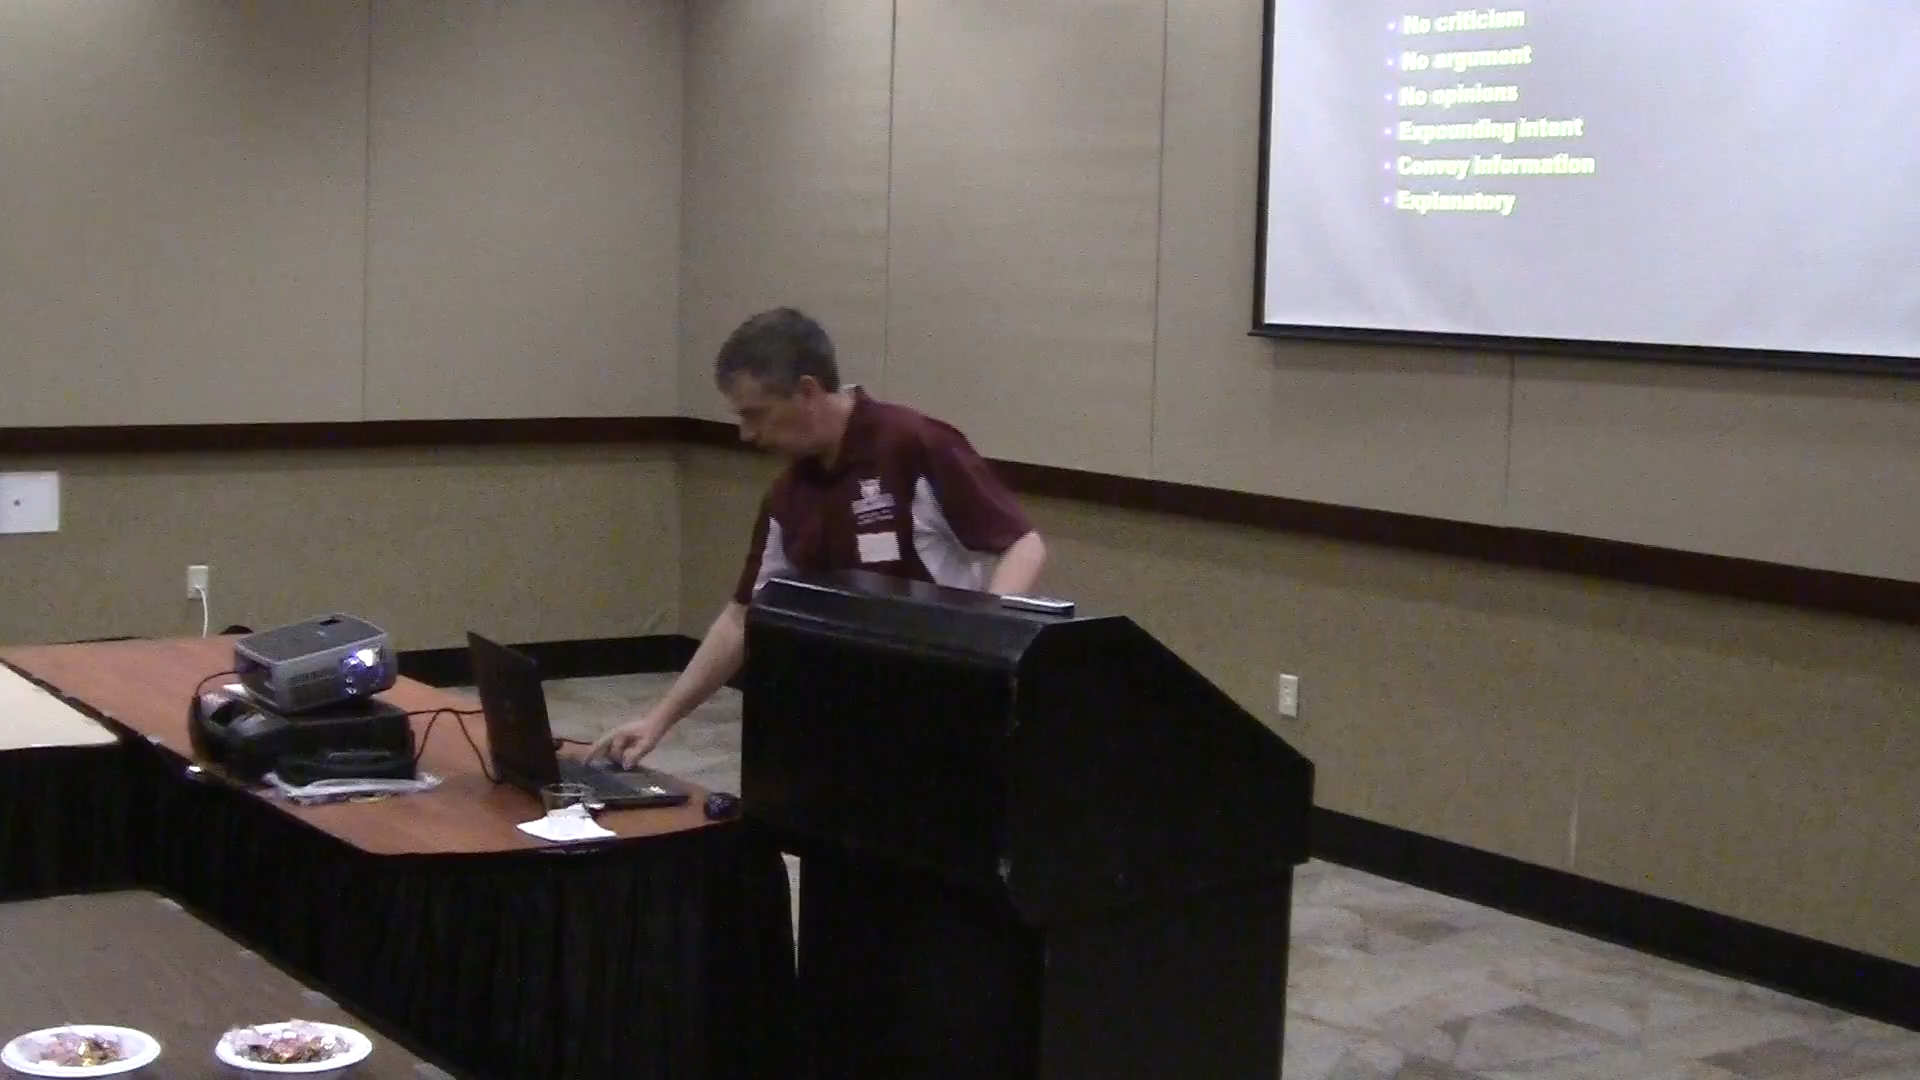 • No criticism
• No argument
• No opinions
• Expounding intent
• Convey information
• Explanatory